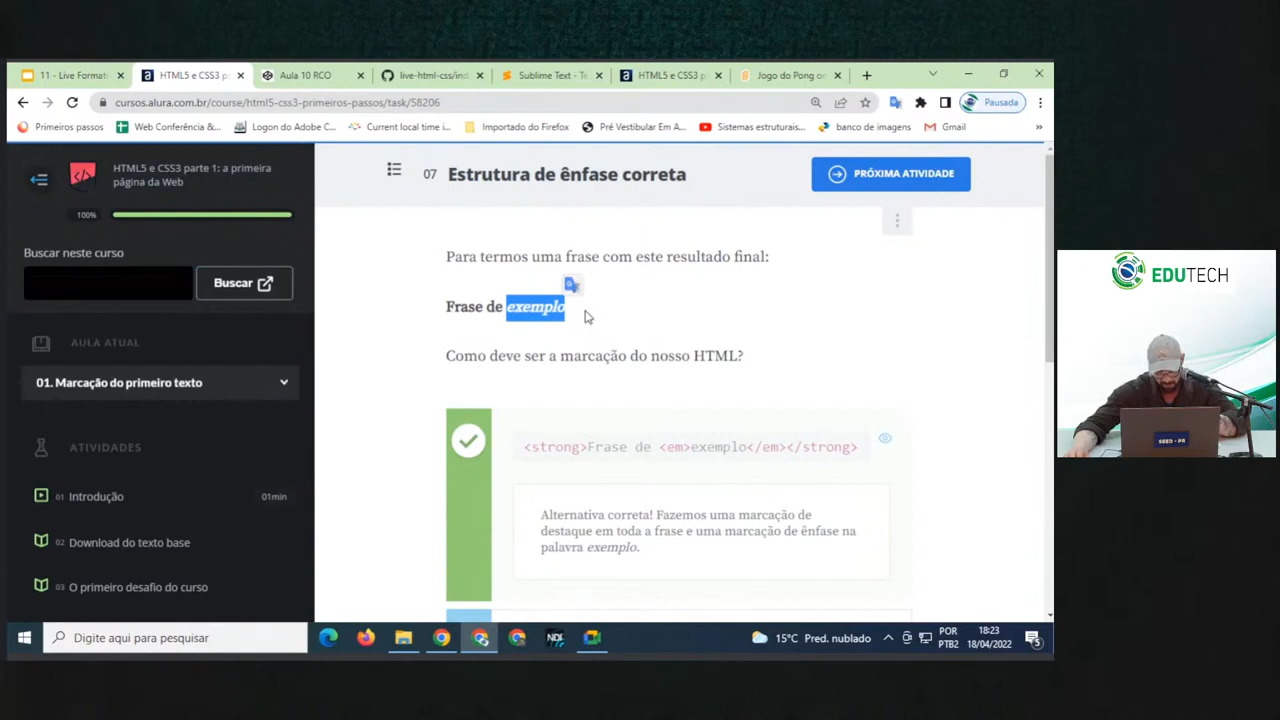 11 - Live Formati
HTML5 e CSS3 p
Aula 10 RCO
live-html-css/ind
Sublime Text - Te
HTML5 e CSS3 p
Jogo do Pong on
cursos.alura.com.br/course/html5-css3-primeiros-passos/task/58206
Pausada
Primeiros passos
Web Conferência &...
Logon do Adobe C...
Current local time i...
Importado do Firefox
Pré Vestibular Em A...
Sistemas estruturais...
banco de imagens
Gmail
»
HTML5 e CSS3 parte 1: a primeira
página da Web
100%
Buscar neste curso
Buscar
AULA ATUAL
01. Marcação do primeiro texto
ATIVIDADES
01 Introdução 01min
02 Download do texto base
03 O primeiro desafio do curso
07 Estrutura de ênfase correta
PRÓXIMA ATIVIDADE
Para termos uma frase com este resultado final:
Frase de exemplo
Como deve ser a marcação do nosso HTML?
<strong>Frase de <em>exemplo</em></strong>
Alternativa correta! Fazemos uma marcação de
destaque em toda a frase e uma marcação de ênfase na
palavra exemplo.
EDUTECH
SEED - PR
Digite aqui para pesquisar
NDI
15°C Pred. nublado
POR
PTB2
18:23
18/04/2022
5